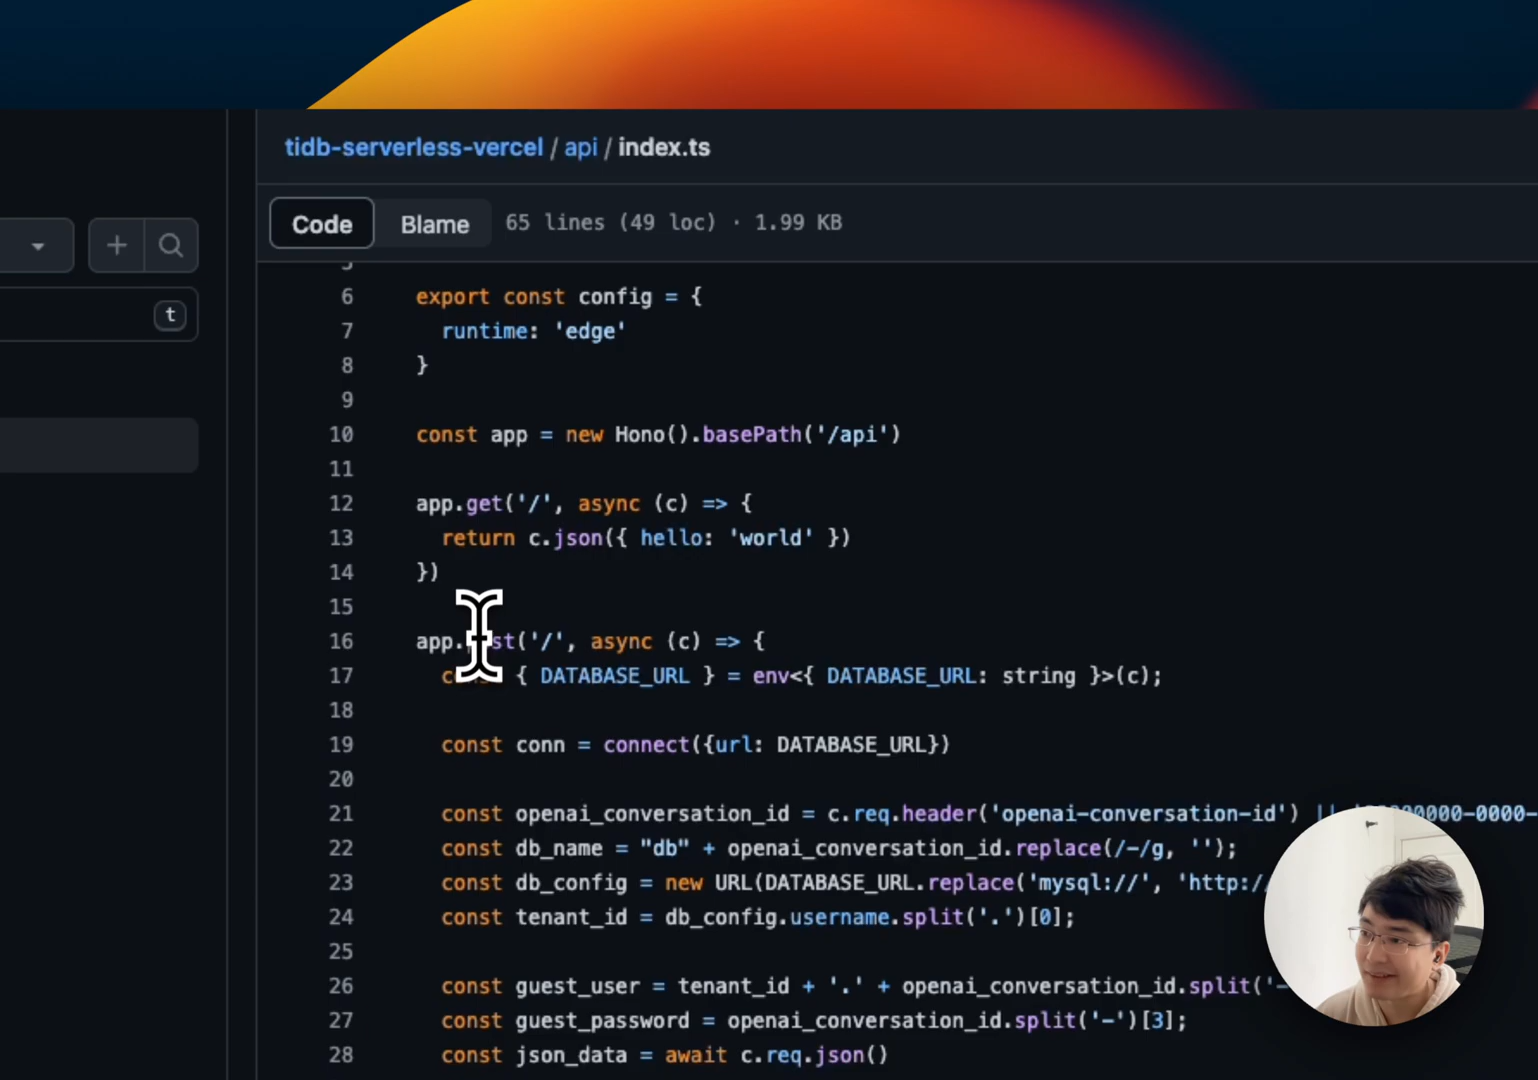 tidb-serverless-vercel / api / index.ts
Code Blame 65 lines (49 loc) · 1.99 KB
t
6 export const config = {
7 runtime: 'edge'
8 }
9
10 const app = new Hono().basePath('/api')
11
12 app.get('/', async (c) => {
13 return c.json({ hello: 'world' })
14 })
15
16 app. st('/', async (c) => {
17 { DATABASE_URL } = env<{ DATABASE_URL: string }>(c);
18
19 const conn = connect({url: DATABASE_URL})
20
21 const openai_conversation_id = c.req.header('openai-conversation-id') || 0000-0000-
22 const db_name = "db" + openai_conversation_id.replace(/-/g, '');
23 const db_config = new URL(DATABASE_URL.replace('mysql://', 'http:/
24 const tenant_id = db_config.username.split('.')[0];
25
26 const guest_user = tenant_id + '.' + openai_conversation_id.split('-
27 const guest_password = openai_conversation_id.split('-')[3];
28 const json_data = await c.req.json()